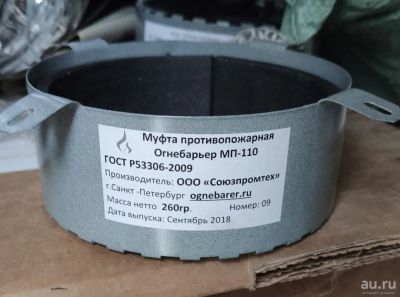 Муфта противопожарная
Огнебарьер МП-110
ГОСТ Р53306-2009
Производитель: ООО «Союзпромтех»
г.Санкт -Петербург ognebarer.ru
Масса нетто 260гр. Номер: 09
Дата выпуска: Сентябрь 2018
au.ru